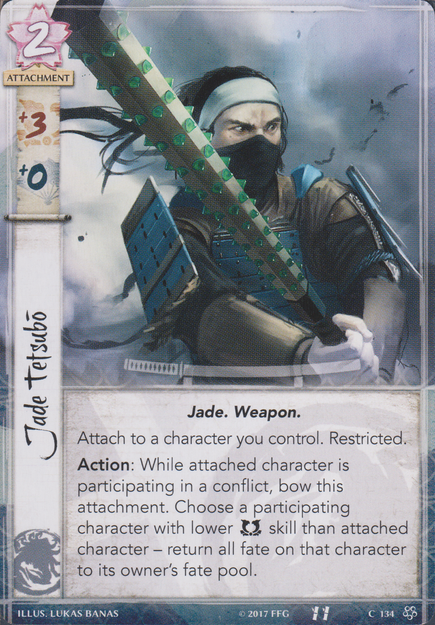 2
ATTACHMENT
+3
+0
Jade Tetsubō
Jade. Weapon.
Attach to a character you control. Restricted.
Action: While attached character is
participating in a conflict, bow this
attachment. Choose a participating
character with lower skill than attached
character – return all fate on that character
to its owner's fate pool.
ILLUS. LUKAS BANAS © 2017 FFG C 134